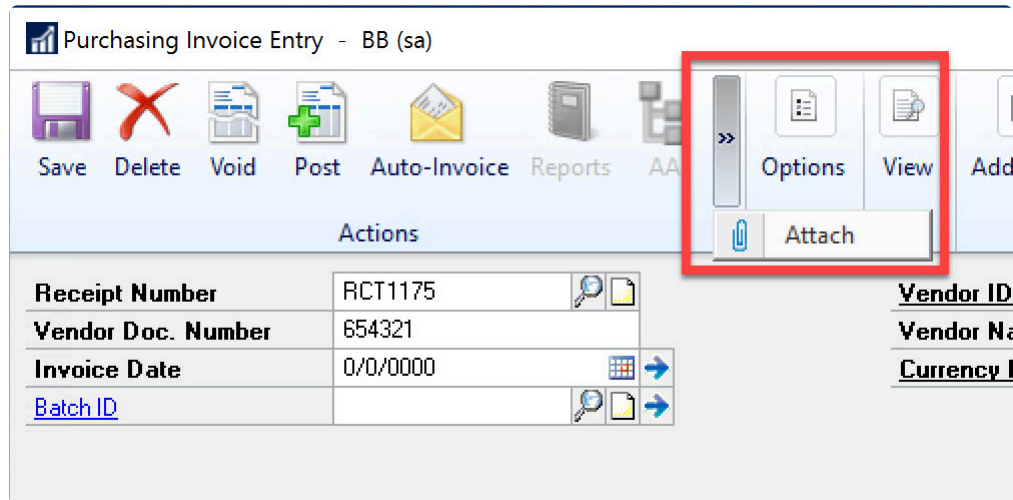 Purchasing Invoice Entry - BB (sa)
Save Delete Void Post Auto-Invoice Reports AA » Options View Add
Actions
Attach
Receipt Number RCT1175 Vendor ID
Vendor Doc. Number 654321 Vendor Na
Invoice Date 0/0/0000 Currency
Batch ID